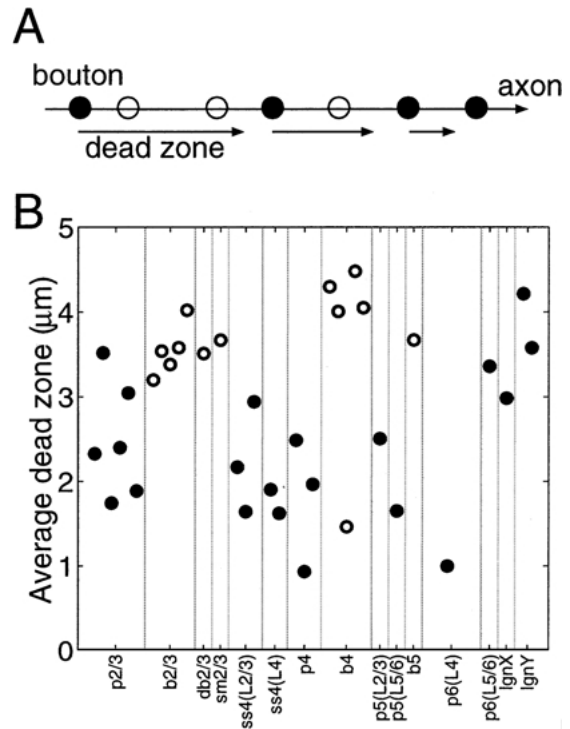 A
bouton
axon
dead zone
B
Average dead zone (μm)
5
4
3
2
1
0
p2/3
b2/3
db2/3
sm2/3
ss4(L2/3)
ss4(L4)
p4
b4
p5(L2/3)
p5(L5/6)
b5
p6(L4)
p6(L5/6)
lgnX
lgnY